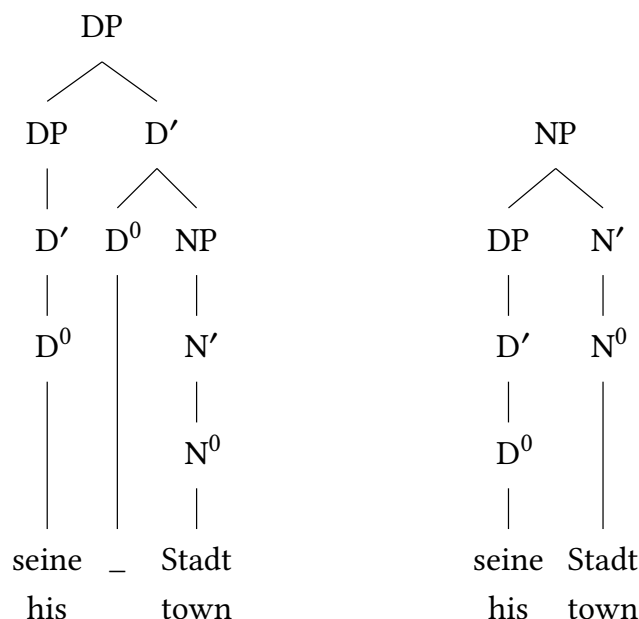 DP
DP D′ NP
D′ D⁰ NP DP N′
D⁰ N′ D′ N⁰
N⁰ D⁰
seine _ Stadt seine Stadt
his town his town